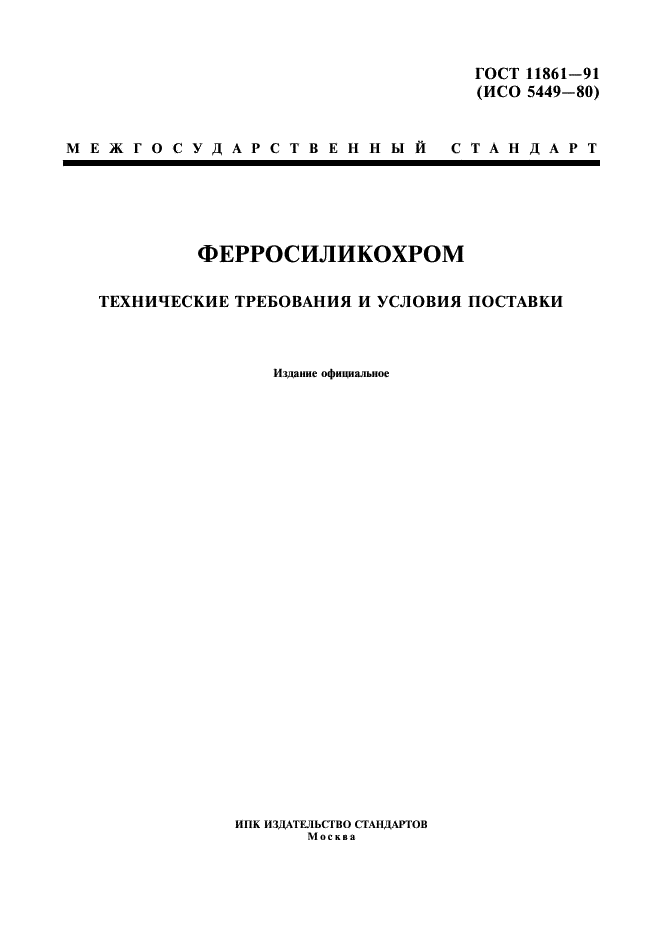 ГОСТ 11861—91
(ИСО 5449—80)
МЕЖГОСУДАРСТВЕННЫЙ СТАНДАРТ
ФЕРРОСИЛИКОХРОМ
ТЕХНИЧЕСКИЕ ТРЕБОВАНИЯ И УСЛОВИЯ ПОСТАВКИ
Издание официальное
ИПК ИЗДАТЕЛЬСТВО СТАНДАРТОВ
Москва